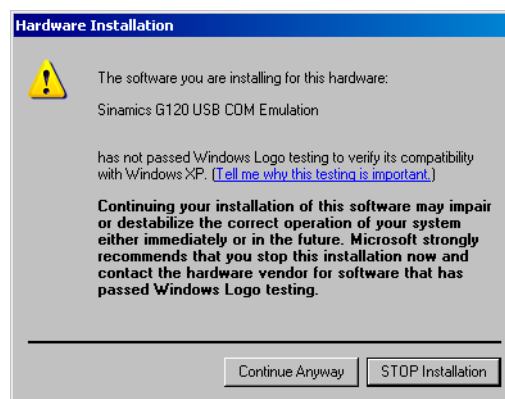 Hardware Installation
The software you are installing for this hardware:
Sinamics G120 USB COM Emulation
has not passed Windows Logo testing to verify its compatibility
with Windows XP. (Tell me why this testing is important.)
Continuing your installation of this software may impair
or destabilize the correct operation of your system
either immediately or in the future. Microsoft strongly
recommends that you stop this installation now and
contact the hardware vendor for software that has
passed Windows Logo testing.
Continue Anyway
STOP Installation